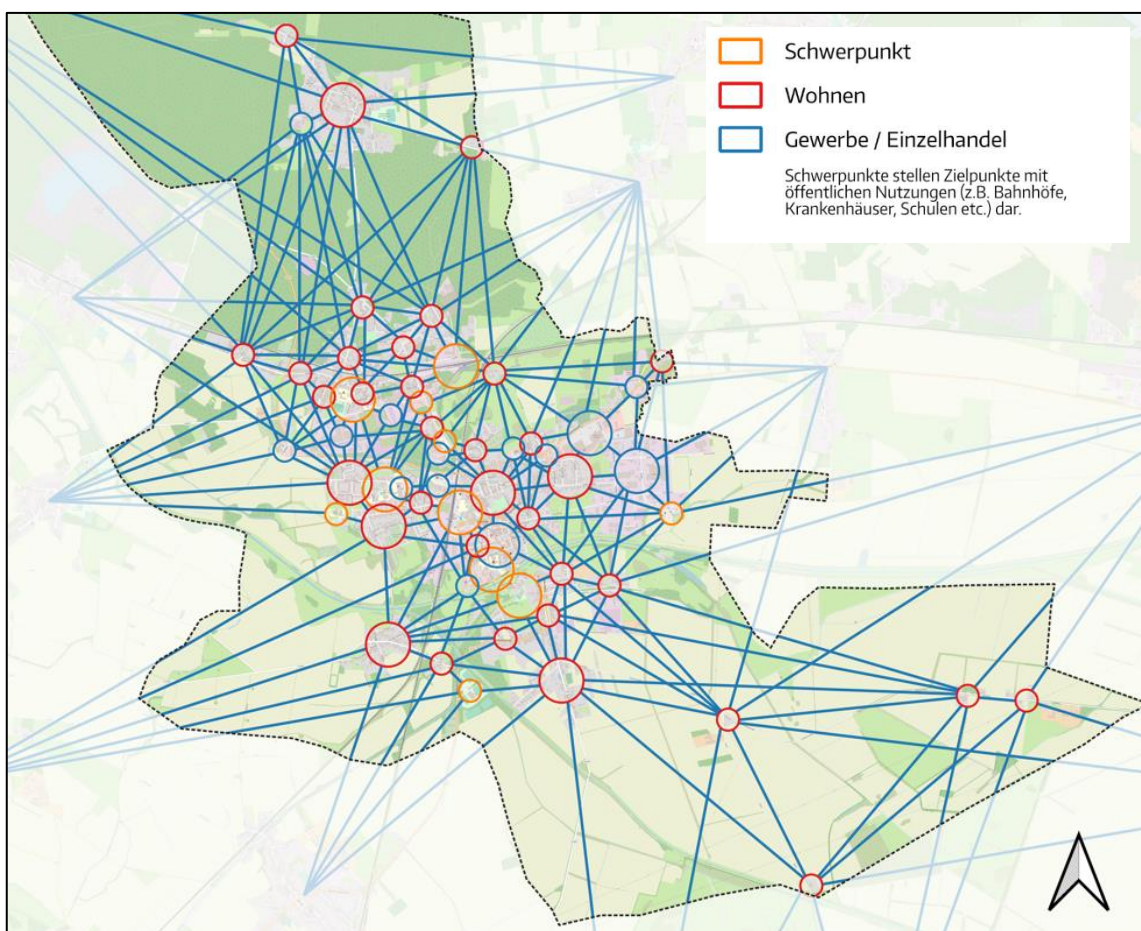 Schwerpunkt
Wohnen
Gewerbe / Einzelhandel
Schwerpunkte stellen Zielpunkte mit
öffentlichen Nutzungen (z.B. Bahnhöfe,
Krankenhäuser, Schulen etc.) dar.